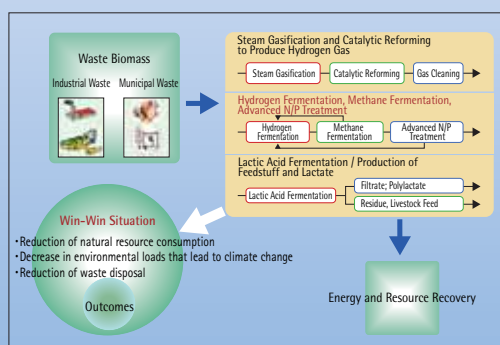 Waste Biomass
Industrial Waste
Municipal Waste
Steam Gasification and Catalytic Reforming
to Produce Hydrogen Gas
Steam Gasification
Catalytic Reforming
Gas Cleaning
Hydrogen Fermentation, Methane Fermentation,
Advanced N/P Treatment
Hydrogen
Fermentation
Methane
Fermentation
Advanced N/P
Treatment
Lactic Acid Fermentation / Production of
Feedstuff and Lactate
Lactic Acid Fermentation
Filtrate; Polylactate
Residue, Livestock Feed
Win-Win Situation
・Reduction of natural resource consumption
・Decrease in environmental loads that lead to climate change
・Reduction of waste disposal
Outcomes
Energy and Resource Recovery